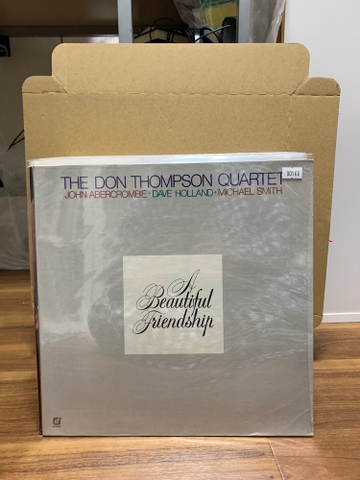 THE DON THOMPSON QUARTET
JOHN ABERCROMBIE • DAVE HOLLAND • MICHAEL SMITH
A
Beautiful
Friendship